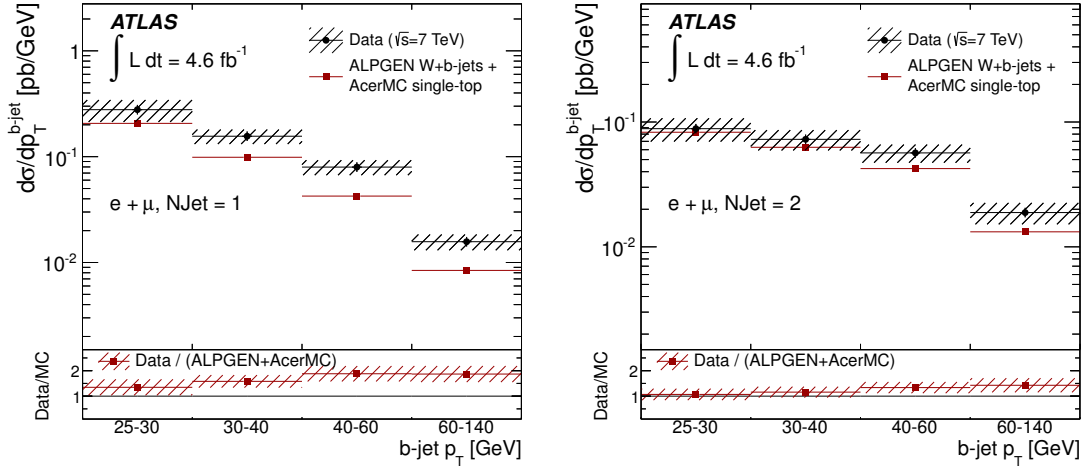 ATLAS
∫ L dt = 4.6 fb⁻¹
Data (√s=7 TeV)
ALPGEN W+b-jets +
AcerMC single-top
dσ/dp_T^{b-jet} [pb/GeV]
1
10⁻¹
10⁻²
e + μ, NJet = 1
Data / (ALPGEN+AcerMC)
Data/MC
2
1
25-30 30-40 40-60 60-140
b-jet p_T [GeV]
ATLAS
∫ L dt = 4.6 fb⁻¹
Data (√s=7 TeV)
ALPGEN W+b-jets +
AcerMC single-top
dσ/dp_T^{b-jet} [pb/GeV]
1
10⁻¹
10⁻²
e + μ, NJet = 2
Data / (ALPGEN+AcerMC)
Data/MC
2
1
25-30 30-40 40-60 60-140
b-jet p_T [GeV]